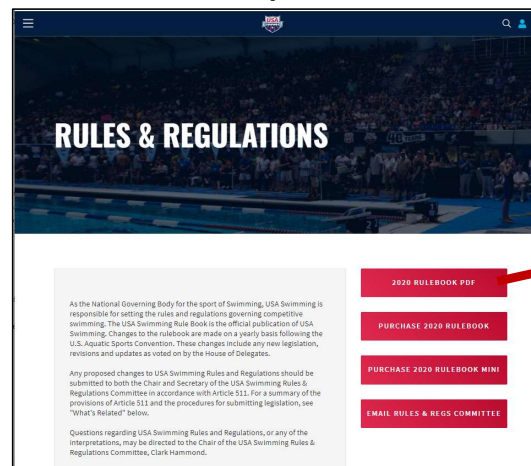 USA
RULES & REGULATIONS
As the National Governing Body for the sport of Swimming, USA Swimming is
responsible for setting the rules and regulations governing competitive
swimming. The USA Swimming Rule Book is the official publication of USA
Swimming. Changes to the rulebook are made on a yearly basis following the
U.S. Aquatic Sports Convention. These changes include any new legislation,
revisions and updates as voted on by the House of Delegates.
Any proposed changes to USA Swimming Rules and Regulations should be
submitted to both the Chair and Secretary of the USA Swimming Rules &
Regulations Committee in accordance with Article 511. For a summary of the
provisions of Article 511 and the procedures for submitting legislation, see
"What's Related" below.
Questions regarding USA Swimming Rules and Regulations, or any of the
interpretations, may be directed to the Chair of the USA Swimming Rules &
Regulations Committee, Clark Hammond.
2020 RULEBOOK PDF
PURCHASE 2020 RULEBOOK
PURCHASE 2020 RULEBOOK MINI
EMAIL RULES & REGS COMMITTEE